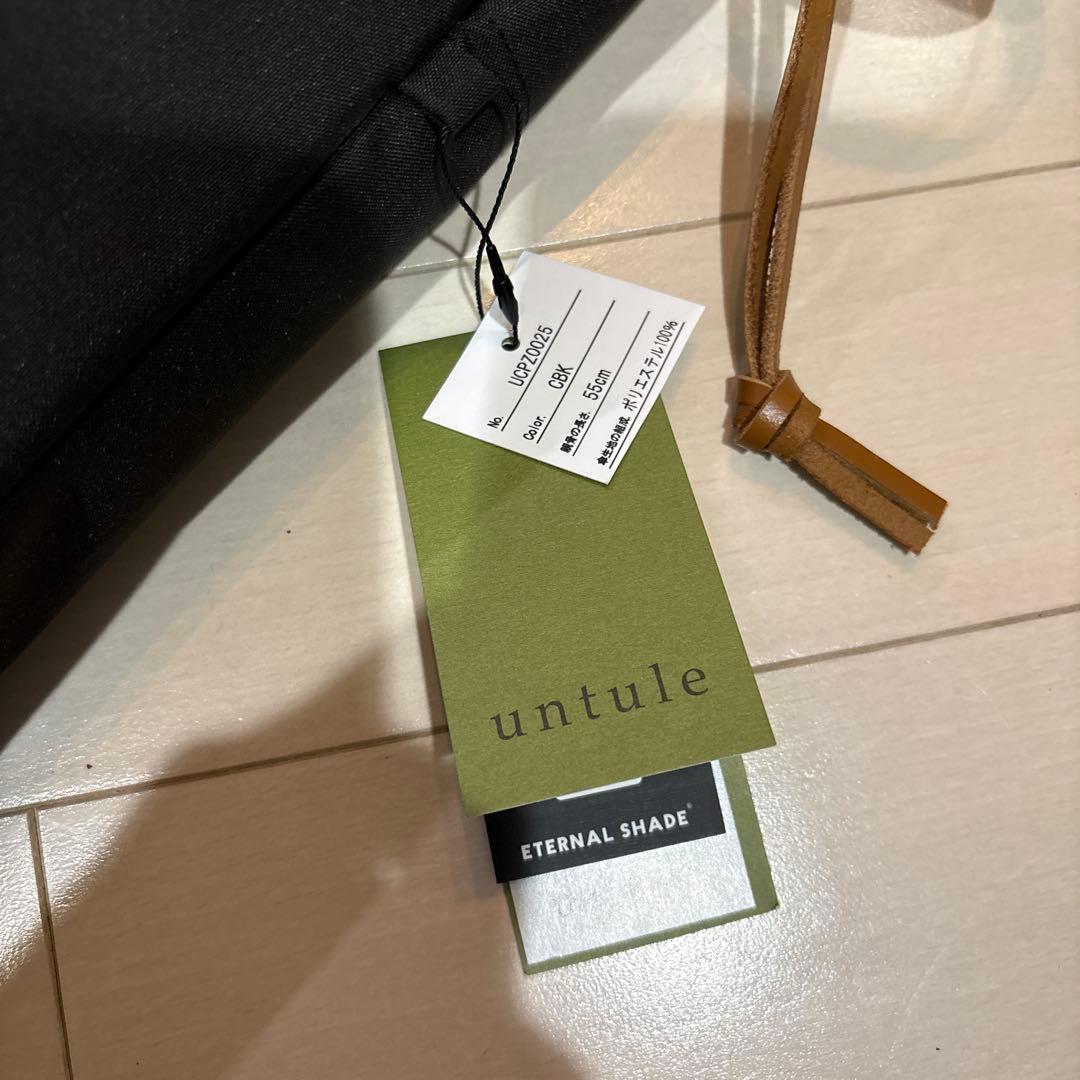 No. UCPZ0025
Color. CBK
親骨の長さ. 55cm
傘生地の組成. ポリエステル100%
untule
ETERNAL SHADE®